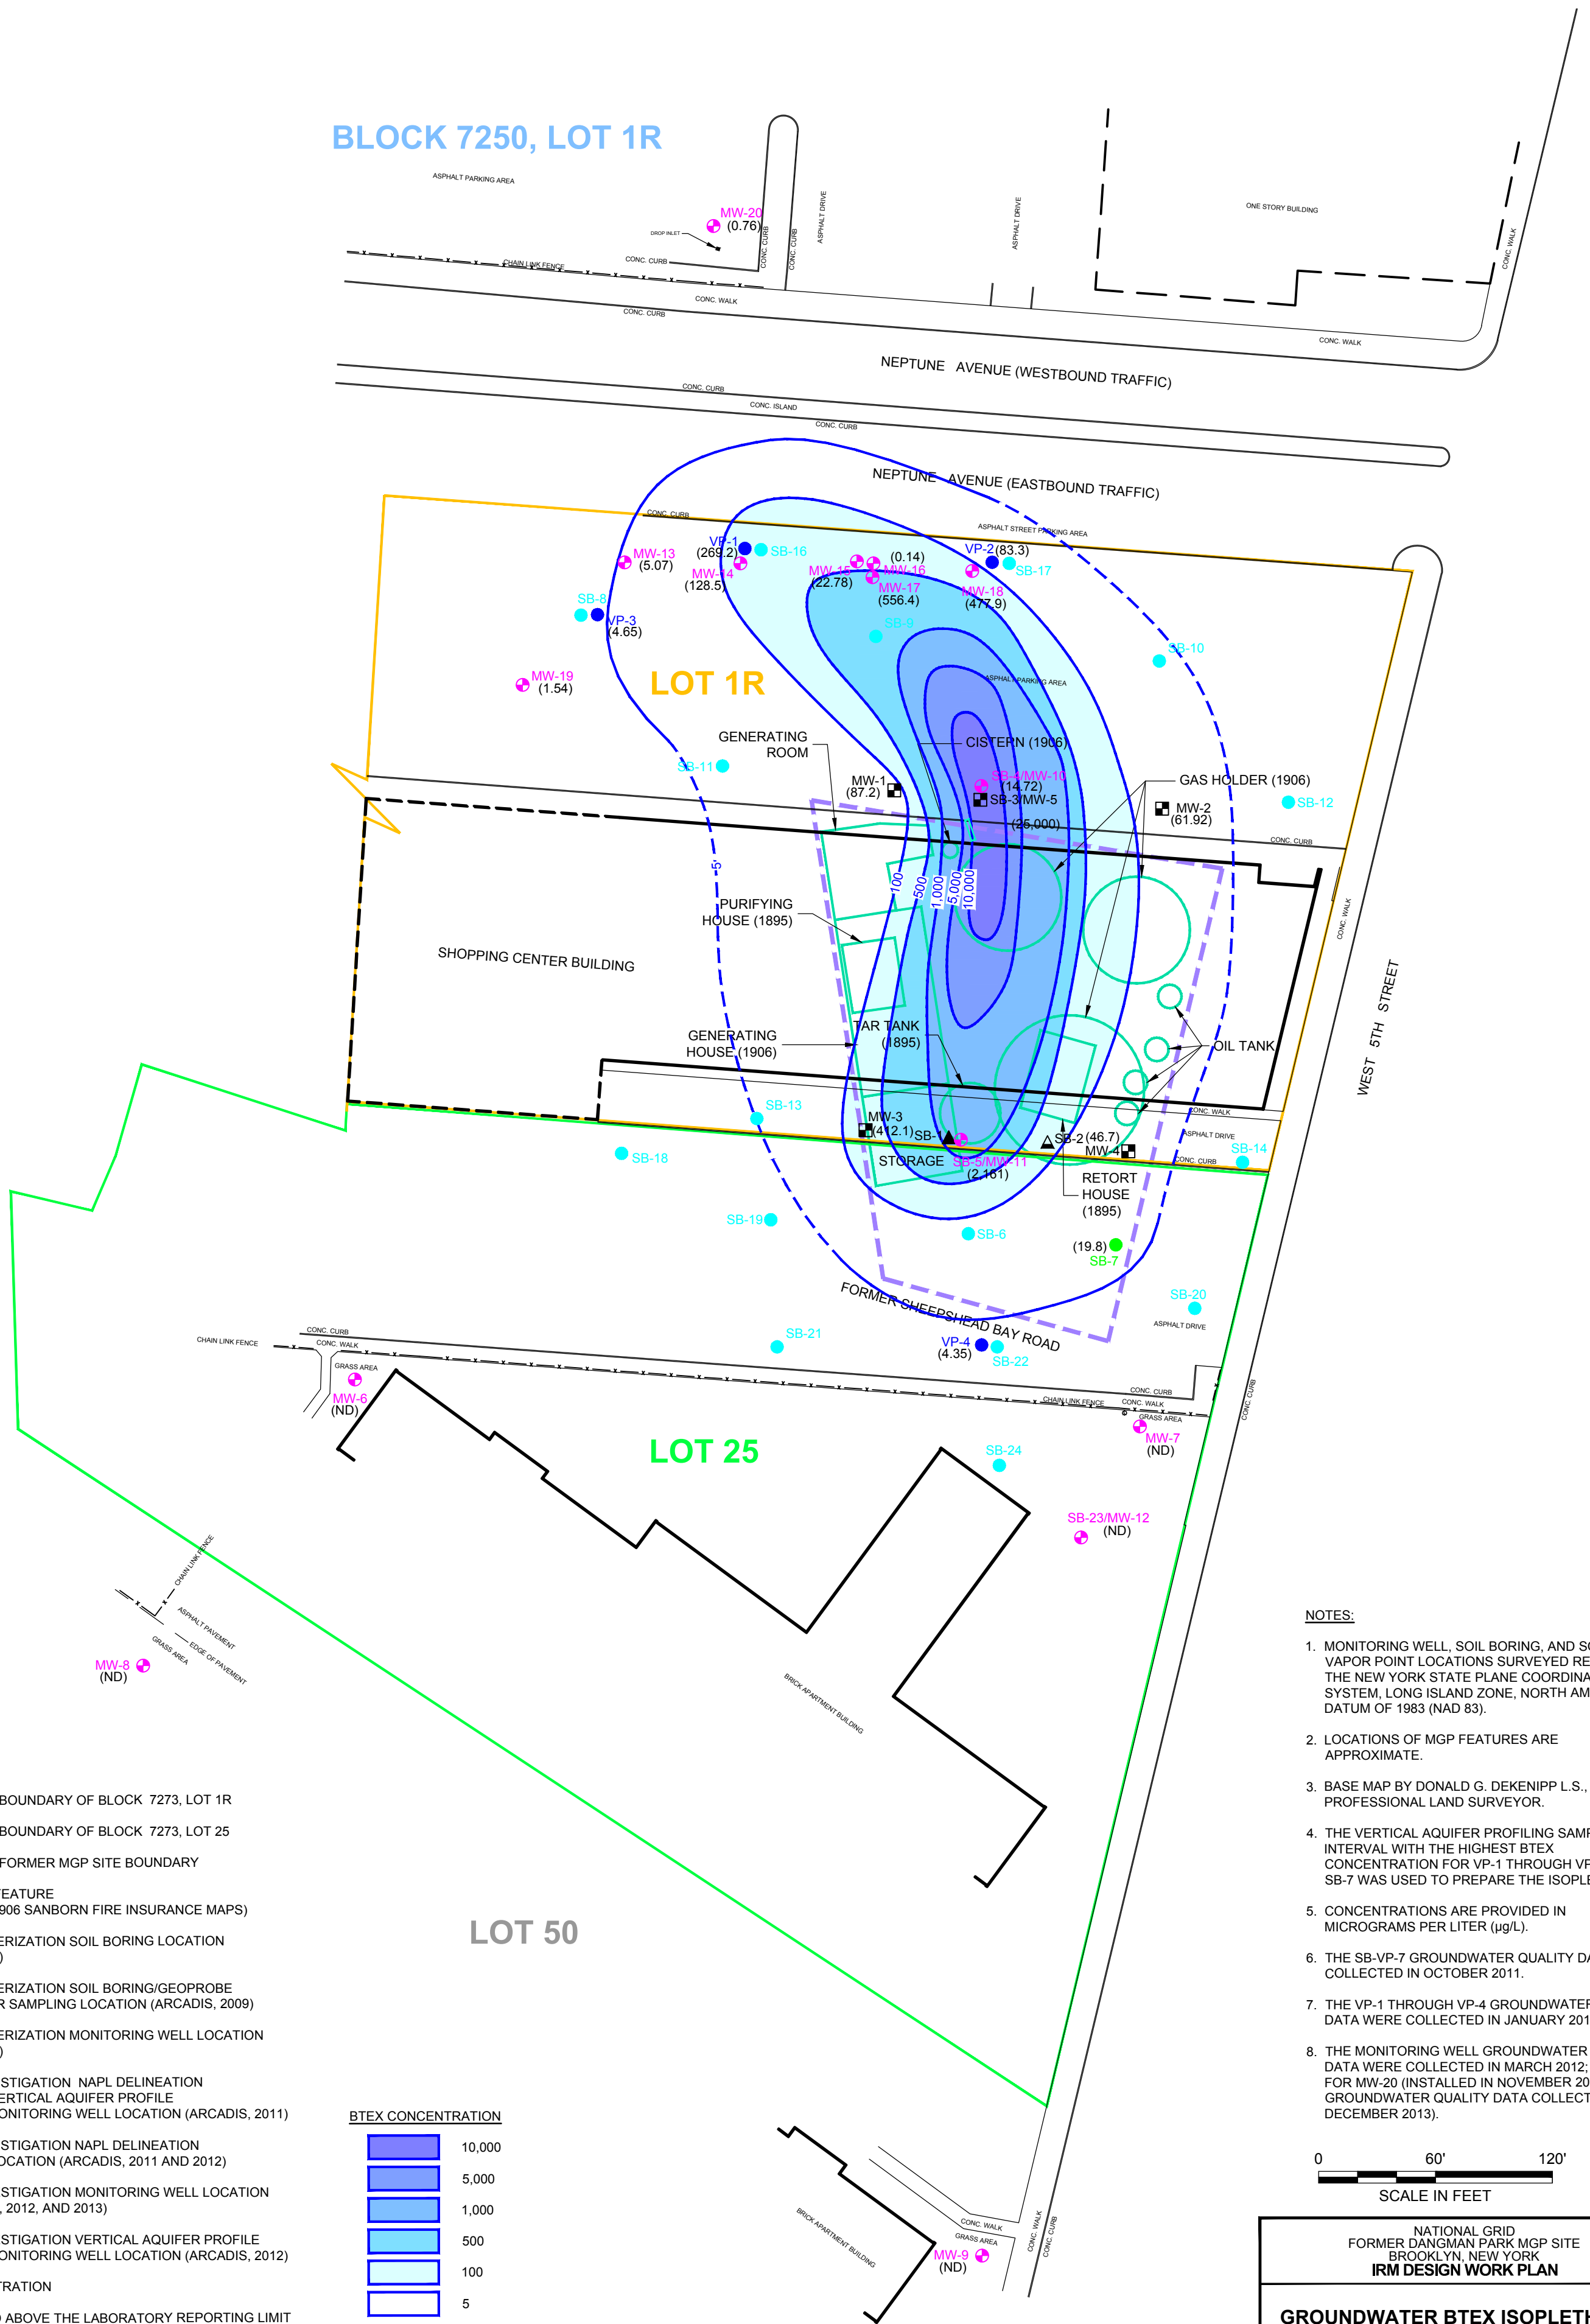 BLOCK 7250, LOT 1R
ASPHALT PARKING AREA
MW-20
(0.76)
DROP INLET
CONC. CURB
CONC. CURB
CONC. CURB
ASPHALT DRIVE
ASPHALT DRIVE
ONE STORY BUILDING
CONC. WALK
CHAIN LINK FENCE
CONC. WALK
CONC. CURB
CONC. WALK
NEPTUNE AVENUE (WESTBOUND TRAFFIC)
CONC. CURB
CONC. ISLAND
CONC. CURB
NEPTUNE AVENUE (EASTBOUND TRAFFIC)
CONC. CURB
ASPHALT STREET PARKING AREA
VP-1
(269.2)
SB-16
MW-13
(5.07)
MW-14
(128.5)
MW-15
(22.78)
(0.14)
MW-16
MW-17
(556.4)
VP-2 (83.3)
SB-17
MW-18
(477.9)
SB-8
VP-3
(4.65)
SB-9
SB-10
MW-19
(1.54)
LOT 1R
ASPHALT PARKING AREA
GENERATING
ROOM
CISTERN (1906)
SB-11
MW-1
(87.2)
SB-4/MW-10
(14.72)
SB-3/MW-5
(25,000)
GAS HOLDER (1906)
MW-2
(61.92)
SB-12
CONC. CURB
5'
100
500
1,000
5,000
10,000
PURIFYING
HOUSE (1895)
CONC. WALK
SHOPPING CENTER BUILDING
WEST 5TH STREET
GENERATING
HOUSE (1906)
TAR TANK
(1895)
OIL TANK
SB-13
MW-3
(412.1)
SB-1
SB-2
(46.7)
MW-4
CONC. WALK
ASPHALT DRIVE
CONC. CURB
SB-14
SB-18
STORAGE
SB-5/MW-11
(2,161)
RETORT
HOUSE
(1895)
SB-19
SB-6
(19.8)
SB-7
FORMER SHEEPSHEAD BAY ROAD
SB-20
ASPHALT DRIVE
SB-21
VP-4
(4.35)
SB-22
CHAIN LINK FENCE
CONC. CURB
CONC. WALK
GRASS AREA
MW-6
(ND)
CONC. CURB
CHAIN LINK FENCE
CONC. WALK
GRASS AREA
CONC. CURB
MW-7
(ND)
LOT 25
SB-24
SB-23/MW-12
(ND)
CHAIN LINK FENCE
ASPHALT PAVEMENT
EDGE OF PAVEMENT
GRASS AREA
MW-8
(ND)
BRICK APARTMENT BUILDING
LOT 50
BOUNDARY OF BLOCK 7273, LOT 1R
BOUNDARY OF BLOCK 7273, LOT 25
FORMER MGP SITE BOUNDARY
FEATURE
906 SANBORN FIRE INSURANCE MAPS)
ERIZATION SOIL BORING LOCATION
)
ERIZATION SOIL BORING/GEOPROBE
R SAMPLING LOCATION (ARCADIS, 2009)
ERIZATION MONITORING WELL LOCATION
)
STIGATION NAPL DELINEATION
VERTICAL AQUIFER PROFILE
ONITORING WELL LOCATION (ARCADIS, 2011)
STIGATION NAPL DELINEATION
OCATION (ARCADIS, 2011 AND 2012)
STIGATION MONITORING WELL LOCATION
, 2012, AND 2013)
STIGATION VERTICAL AQUIFER PROFILE
ONITORING WELL LOCATION (ARCADIS, 2012)
TRATION
D ABOVE THE LABORATORY REPORTING LIMIT
BTEX CONCENTRATION
10,000
5,000
1,000
500
100
5
BRICK APARTMENT BUILDING
CONC. WALK
GRASS AREA
CONC. WALK
CONC. CURB
MW-9
(ND)
NOTES:
1. MONITORING WELL, SOIL BORING, AND SO
VAPOR POINT LOCATIONS SURVEYED RE
THE NEW YORK STATE PLANE COORDINA
SYSTEM, LONG ISLAND ZONE, NORTH AM
DATUM OF 1983 (NAD 83).
2. LOCATIONS OF MGP FEATURES ARE
APPROXIMATE.
3. BASE MAP BY DONALD G. DEKENIPP L.S.,
PROFESSIONAL LAND SURVEYOR.
4. THE VERTICAL AQUIFER PROFILING SAMP
INTERVAL WITH THE HIGHEST BTEX
CONCENTRATION FOR VP-1 THROUGH VP
SB-7 WAS USED TO PREPARE THE ISOPLE
5. CONCENTRATIONS ARE PROVIDED IN
MICROGRAMS PER LITER (µg/L).
6. THE SB-VP-7 GROUNDWATER QUALITY DA
COLLECTED IN OCTOBER 2011.
7. THE VP-1 THROUGH VP-4 GROUNDWATER
DATA WERE COLLECTED IN JANUARY 201
8. THE MONITORING WELL GROUNDWATER
DATA WERE COLLECTED IN MARCH 2012;
FOR MW-20 (INSTALLED IN NOVEMBER 20
GROUNDWATER QUALITY DATA COLLECT
DECEMBER 2013).
0 60' 120'
SCALE IN FEET
NATIONAL GRID
FORMER DANGMAN PARK MGP SITE
BROOKLYN, NEW YORK
IRM DESIGN WORK PLAN
GROUNDWATER BTEX ISOPLET